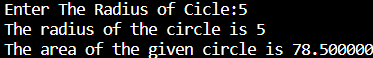 Enter The Radius of Cicle:5
The radius of the circle is 5
The area of the given circle is 78.500000